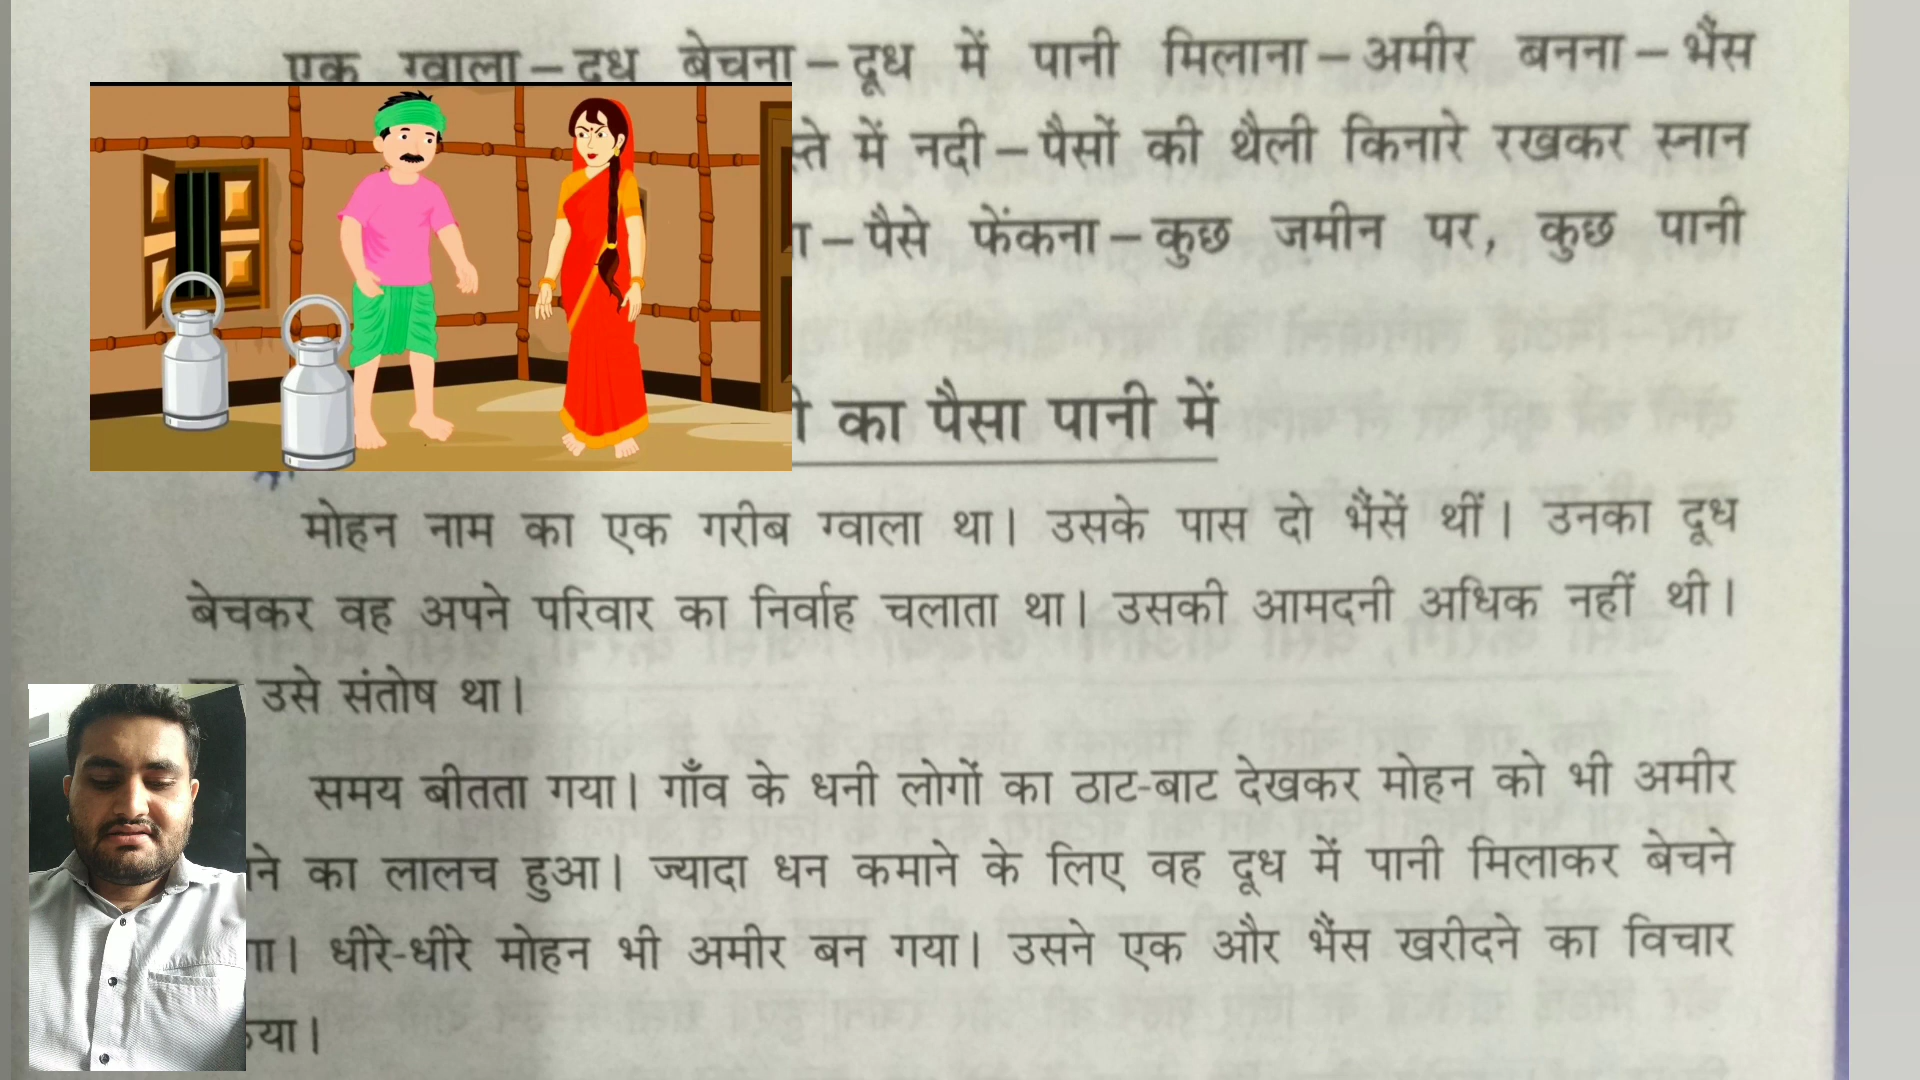 एक ग्वाला – दूध बेचना – दूध में पानी मिलाना – अमीर बनना – भैंस
में नदी – पैसों की थैली किनारे रखकर स्नान
– पैसे फेंकना – कुछ जमीन पर, कुछ पानी
का पैसा पानी में
मोहन नाम का एक गरीब ग्वाला था। उसके पास दो भैंसें थीं। उनका दूध
बेचकर वह अपने परिवार का निर्वाह चलाता था। उसकी आमदनी अधिक नहीं थी।
उसे संतोष था।
समय बीतता गया। गाँव के धनी लोगों का ठाट-बाट देखकर मोहन को भी अमीर
का लालच हुआ। ज्यादा धन कमाने के लिए वह दूध में पानी मिलाकर बेचने
धीरे-धीरे मोहन भी अमीर बन गया। उसने एक और भैंस खरीदने का विचार